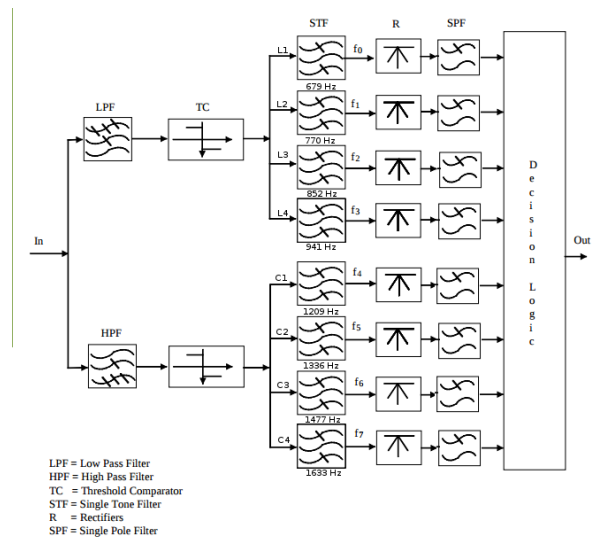 STF R SPF
L1 f0
679 Hz
LPF TC L2 f1
770 Hz
L3 f2
852 Hz
L4 f3
941 Hz
In
Decision Logic
Out
C1 f4
1209 Hz
HPF C2 f5
1336 Hz
C3 f6
1477 Hz
C4 f7
1633 Hz
LPF = Low Pass Filter
HPF = High Pass Filter
TC = Threshold Comparator
STF = Single Tone Filter
R = Rectifiers
SPF = Single Pole Filter